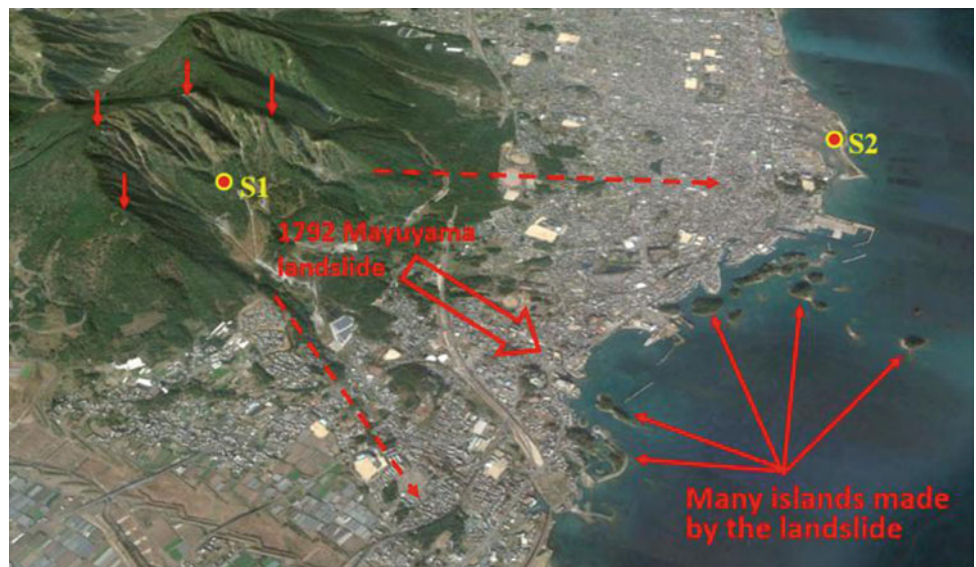 S1
S2
1792 Mayuyama
landslide
Many islands made
by the landslide